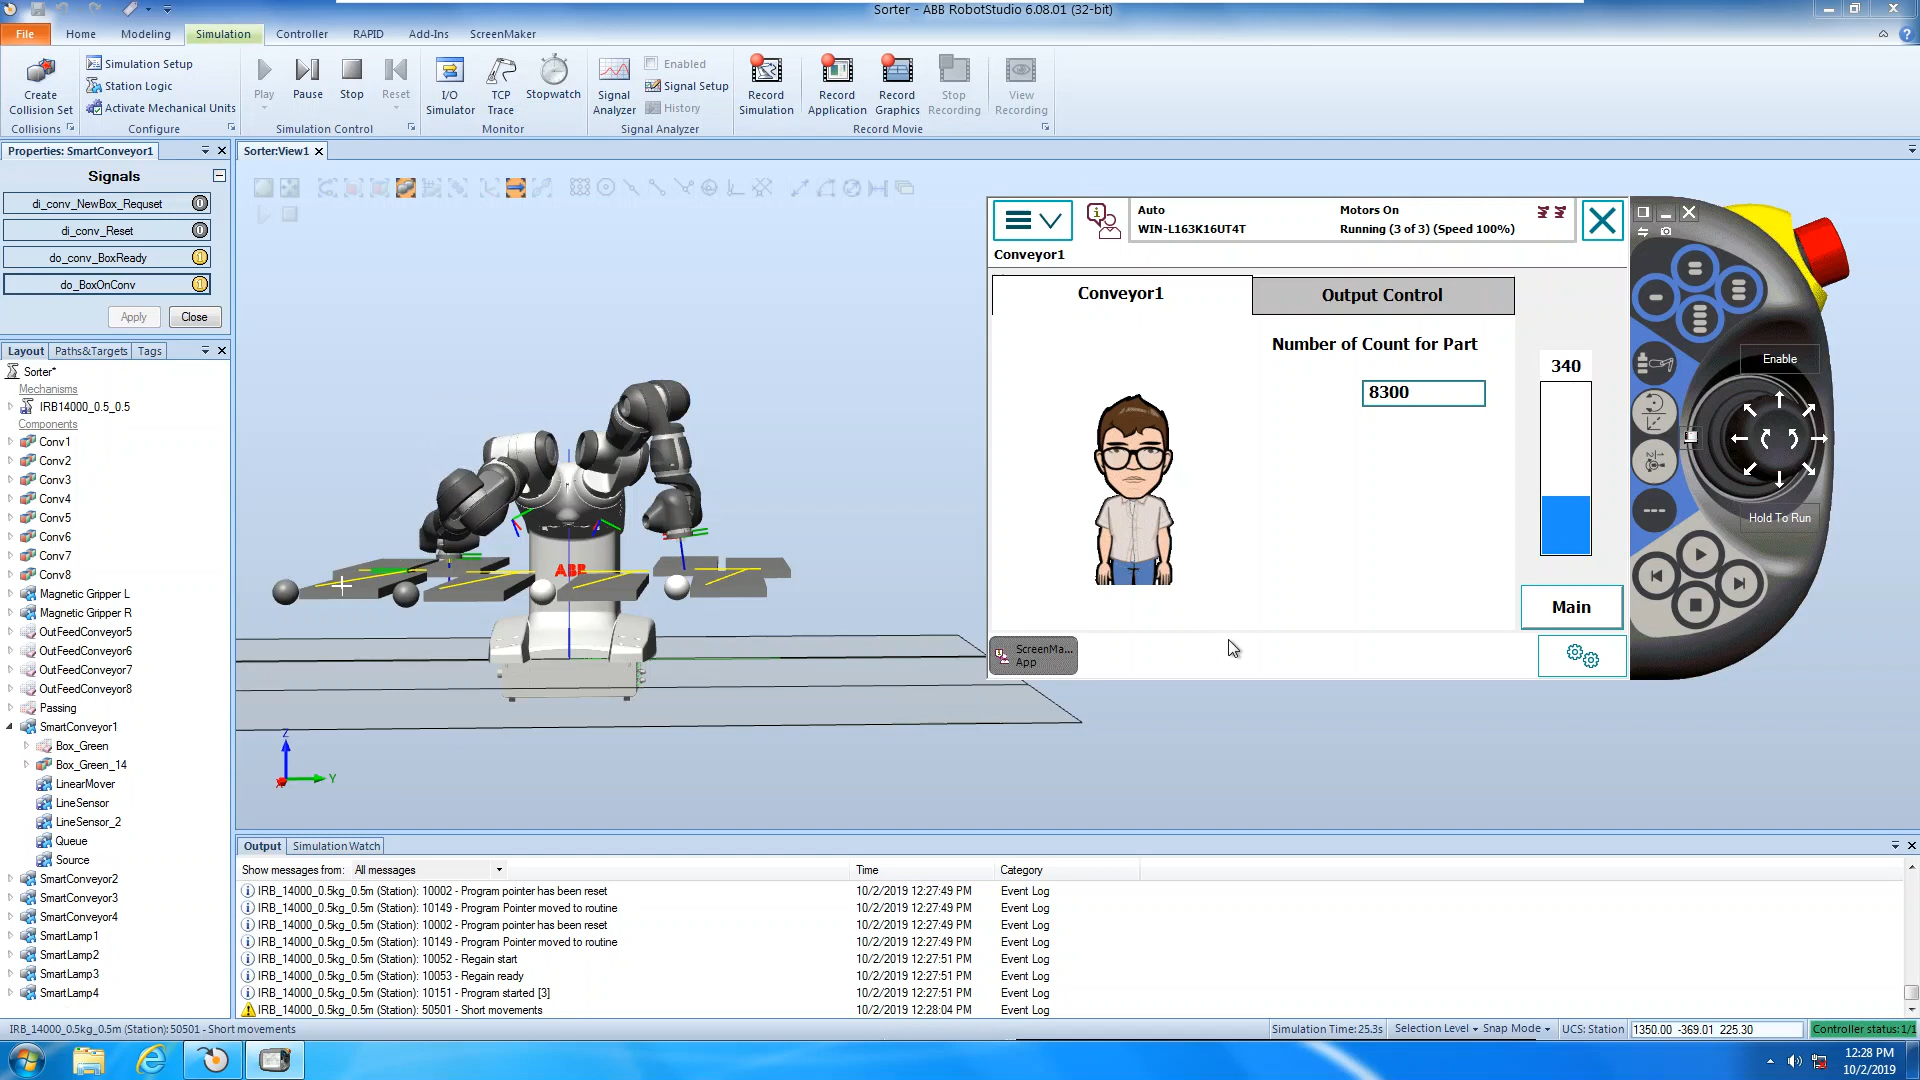 Sorter - ABB RobotStudio 6.08.01 (32-bit)
File Home Modeling Simulation Controller RAPID Add-Ins ScreenMaker
Create Collision Set
Simulation Setup
Station Logic
Activate Mechanical Units
Play Pause Stop Reset
I/O Simulator
TCP Trace
Stopwatch
Signal Analyzer
Enabled
Signal Setup
History
Record Simulation
Record Application
Record Graphics
Stop Recording
View Recording
Collisions Configure Simulation Control Monitor Signal Analyzer Record Movie
Properties: SmartConveyor1
Signals
di_conv_NewBox_Requset 0
di_conv_Reset 0
do_conv_BoxReady 1
do_BoxOnConv 1
Apply Close
Layout Paths&Targets Tags
Sorter*
Mechanisms
IRB14000_0.5_0.5
Components
Conv1
Conv2
Conv3
Conv4
Conv5
Conv6
Conv7
Conv8
Magnetic Gripper L
Magnetic Gripper R
OutFeedConveyor5
OutFeedConveyor6
OutFeedConveyor7
OutFeedConveyor8
Passing
SmartConveyor1
Box_Green
Box_Green_14
LinearMover
LineSensor
LineSensor_2
Queue
Source
SmartConveyor2
SmartConveyor3
SmartConveyor4
SmartLamp1
SmartLamp2
SmartLamp3
SmartLamp4
Sorter:View1
ABB
Z
Y
Auto Motors On
WIN-L163K16UT4T Running (3 of 3) (Speed 100%)
Conveyor1
Conveyor1 Output Control
Number of Count for Part
8300
340
Main
ScreenMa...
App
Enable
Hold To Run
Output Simulation Watch
Show messages from: All messages Time Category
IRB_14000_0.5kg_0.5m (Station): 10002 - Program pointer has been reset 10/2/2019 12:27:49 PM Event Log
IRB_14000_0.5kg_0.5m (Station): 10149 - Program Pointer moved to routine 10/2/2019 12:27:49 PM Event Log
IRB_14000_0.5kg_0.5m (Station): 10002 - Program pointer has been reset 10/2/2019 12:27:49 PM Event Log
IRB_14000_0.5kg_0.5m (Station): 10149 - Program Pointer moved to routine 10/2/2019 12:27:49 PM Event Log
IRB_14000_0.5kg_0.5m (Station): 10052 - Regain start 10/2/2019 12:27:51 PM Event Log
IRB_14000_0.5kg_0.5m (Station): 10053 - Regain ready 10/2/2019 12:27:51 PM Event Log
IRB_14000_0.5kg_0.5m (Station): 10151 - Program started [3] 10/2/2019 12:27:51 PM Event Log
IRB_14000_0.5kg_0.5m (Station): 50501 - Short movements 10/2/2019 12:28:04 PM Event Log
IRB_14000_0.5kg_0.5m (Station): 50501 - Short movements Simulation Time: 25.3s Selection Level Snap Mode UCS: Station 1350.00 -369.01 225.30 Controller status: 1/1
12:28 PM
10/2/2019